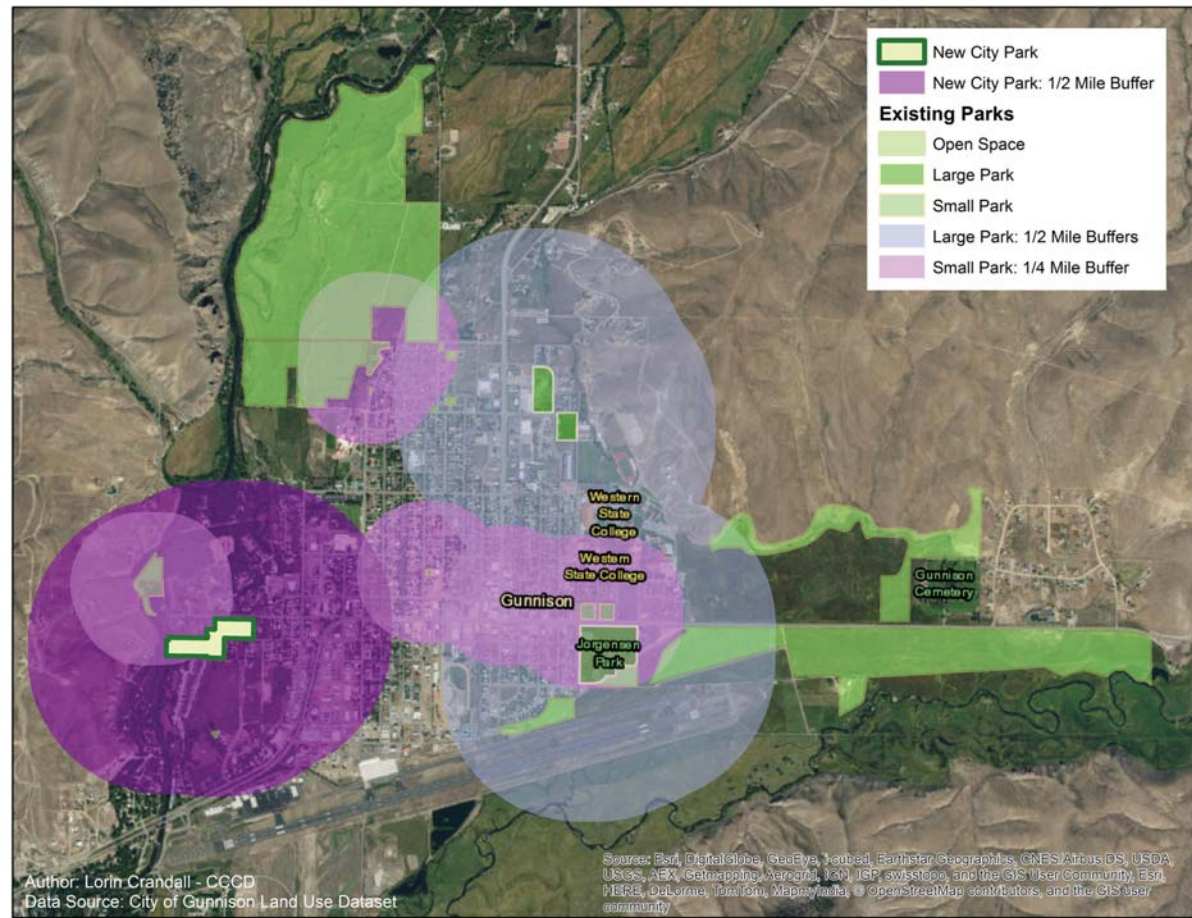 New City Park
New City Park: 1/2 Mile Buffer
Existing Parks
Open Space
Large Park
Small Park
Large Park: 1/2 Mile Buffers
Small Park: 1/4 Mile Buffer
Western
State
College
Western
State College
Gunnison
Gunnison
Cemetery
Jorgensen
Park
Source: Esri, DigitalGlobe, GeoEye, i-cubed, Earthstar Geographics, CNES/Airbus DS, USDA,
USGS, AEX, Getmapping, Aerogrid, IGN, IGP, swisstopo, and the GIS User Community, Esri,
HERE, DeLorme, TomTom, MapmyIndia, © OpenStreetMap contributors, and the GIS user
community
Author: Lorin Crandall - CCCD
Data Source: City of Gunnison Land Use Dataset